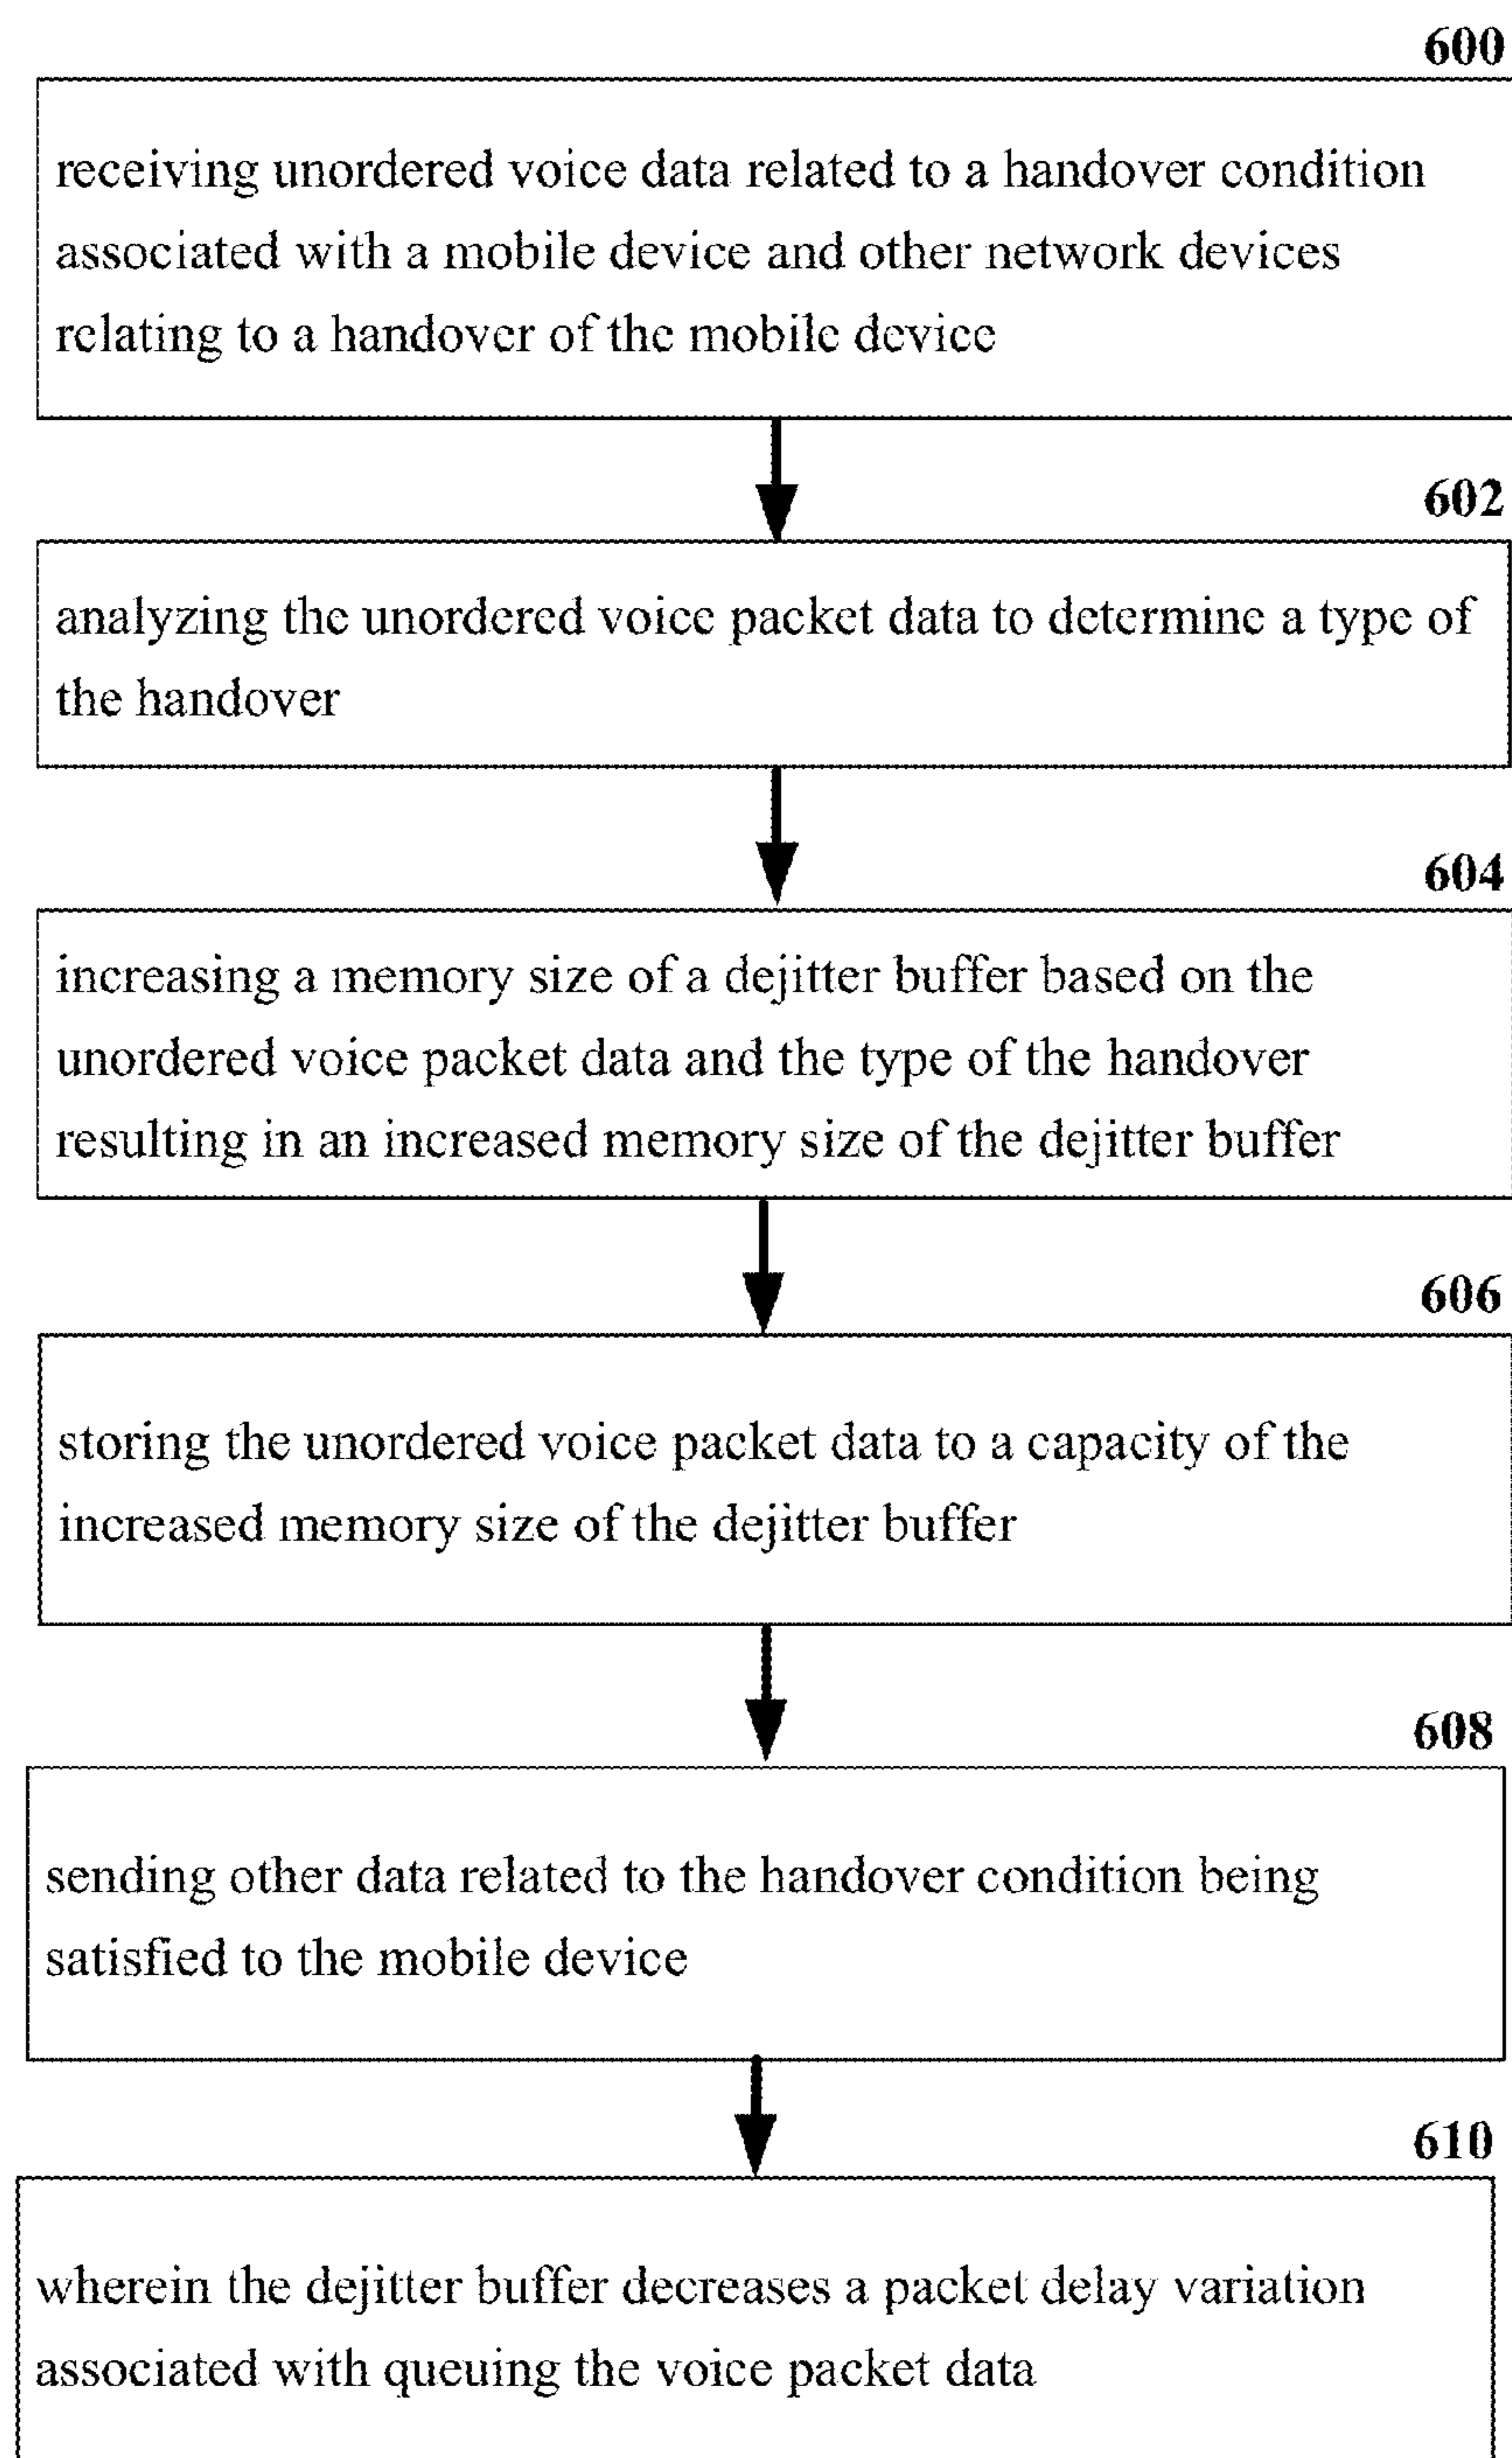 600
receiving unordered voice data related to a handover condition
associated with a mobile device and other network devices
relating to a handover of the mobile device
602
analyzing the unordered voice packet data to determine a type of
the handover
604
increasing a memory size of a dejitter buffer based on the
unordered voice packet data and the type of the handover
resulting in an increased memory size of the dejitter buffer
606
storing the unordered voice packet data to a capacity of the
increased memory size of the dejitter buffer
608
sending other data related to the handover condition being
satisfied to the mobile device
610
wherein the dejitter buffer decreases a packet delay variation
associated with queuing the voice packet data